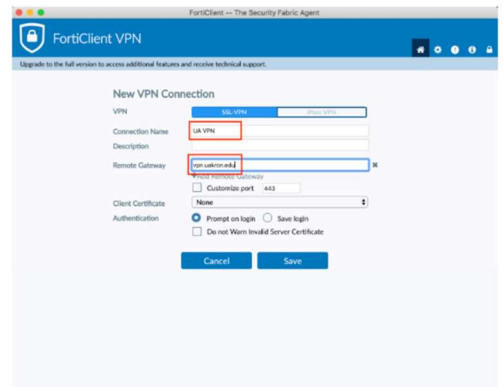 FortiClient -- The Security Fabric Agent
FortiClient VPN
Upgrade to the full version to access additional features and receive technical support.
New VPN Connection
VPN SSL-VPN IPsec VPN
Connection Name UA VPN
Description
Remote Gateway vpn.uakron.edu
+Add Remote Gateway
Customize port 443
Client Certificate None
Authentication Prompt on login Save login
Do not Warn Invalid Server Certificate
Cancel Save